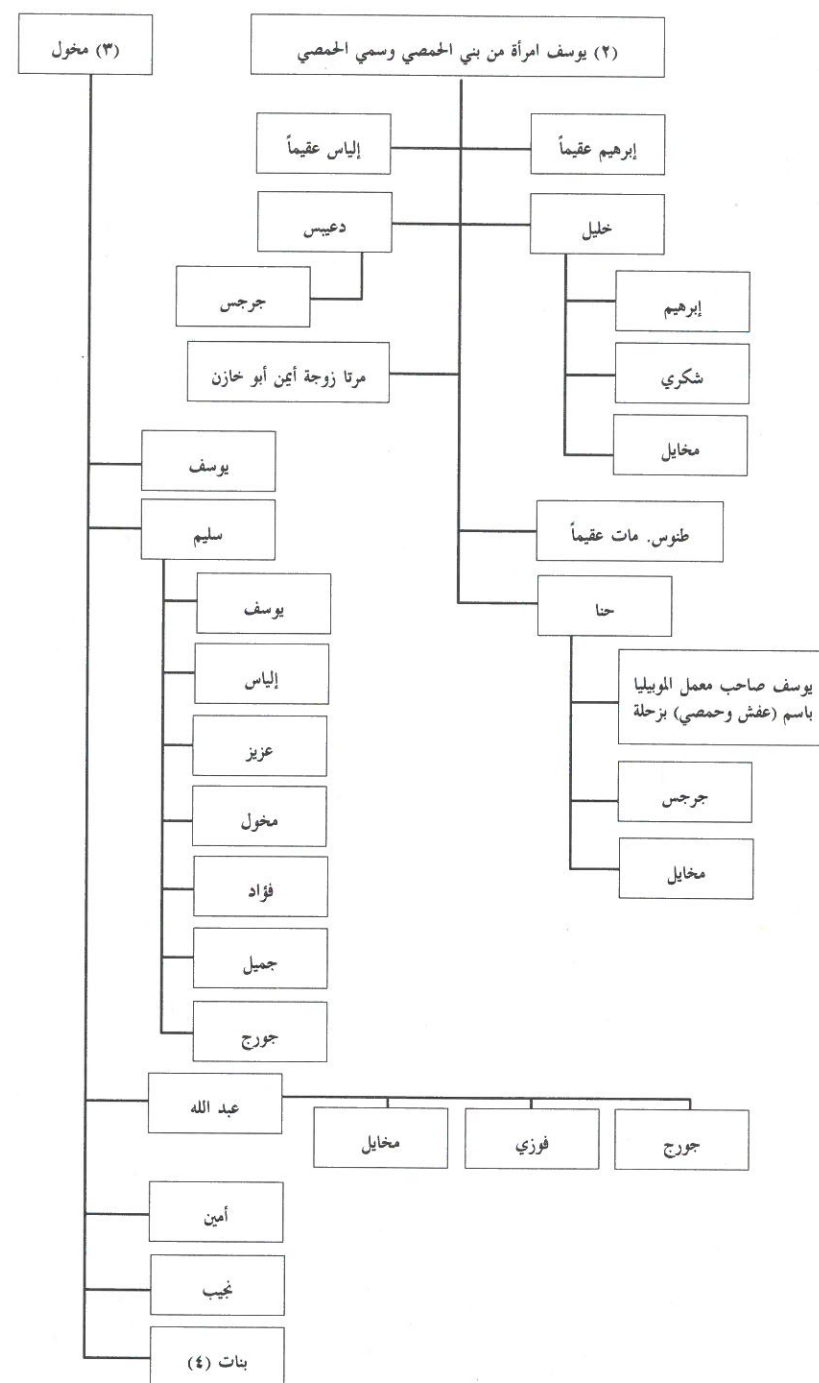 (٢) يوسف امرأة من بني الحمصي وسمي الحمصي
(٣) مخول
إبرهيم عقيماً
إلياس عقيماً
خليل
دعيبس
جرجس
إبرهيم
شكري
مخايل
مرتا زوجة أيمن أبو خازن
طنوس. مات عقيماً
حنا
يوسف صاحب معمل الموبيليا
باسم (عفش وحمصي) بزحلة
جرجس
مخايل
يوسف
سليم
يوسف
إلياس
عزيز
مخول
فؤاد
جميل
جورج
عبد الله
جورج
فوزي
مخايل
أمين
نجيب
بنات (٤)